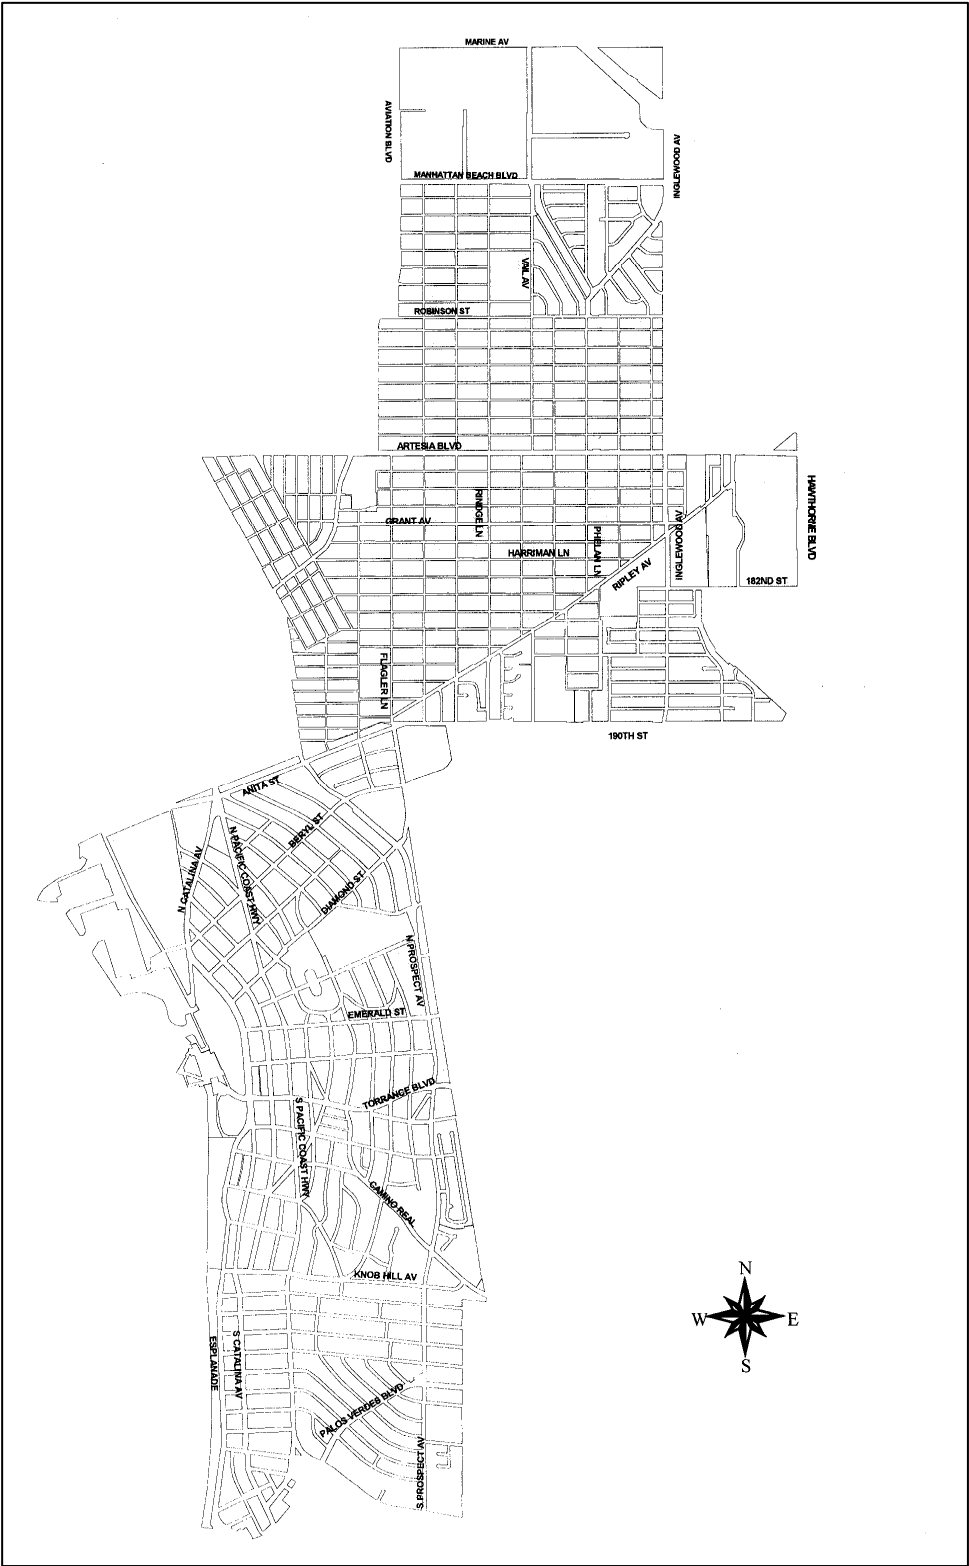 MARINE AV
AVIATION BLVD
INGLEWOOD AV
MANHATTAN BEACH BLVD
VAIL AV
ROBINSON ST
ARTESIA BLVD
HAWTHORNE BLVD
RINDGE LN
GRANT AV
INGLEWOOD AV
PHELAN LN
HARRIMAN LN
RIPLEY AV
182ND ST
FLAGLER LN
190TH ST
ANITA ST
BERYL ST
N PACIFIC COAST HWY
N CATALINA AV
DIAMOND ST
N PROSPECT AV
EMERALD ST
TORRANCE BLVD
S PACIFIC COAST HWY
CAMINO REAL
KNOB HILL AV
N
W E
S
ESPLANADE
S CATALINA AV
PALOS VERDES BLVD
S PROSPECT AV